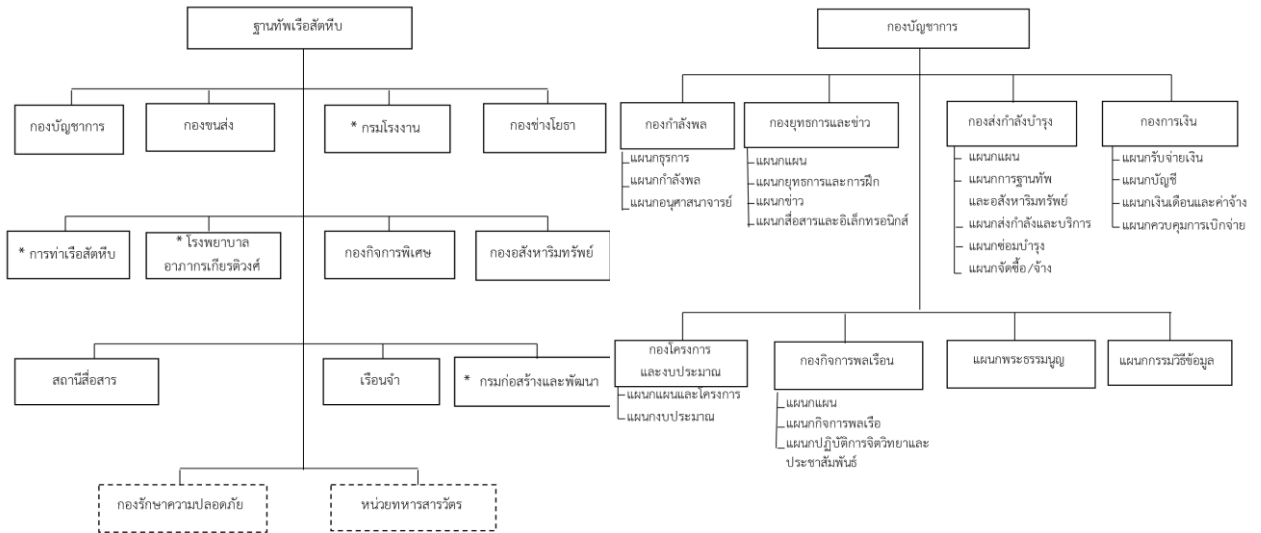 ฐานทัพเรือสัตหีบ
กองบัญชาการ
กองขนส่ง
* กรมโรงงาน
กองช่างโยธา
* การท่าเรือสัตหีบ
* โรงพยาบาล
อาภากรเกียรติวงศ์
กองกิจการพิเศษ
กองอสังหาริมทรัพย์
สถานีสื่อสาร
เรือนจำ
* กรมก่อสร้างและพัฒนา
กองรักษาความปลอดภัย
หน่วยทหารสารวัตร
กองบัญชาการ
กองกำลังพล
แผนกธุรการ
แผนกกำลังพล
แผนกอนุศาสนาจารย์
กองยุทธการและข่าว
แผนกแผน
แผนกยุทธการและการฝึก
แผนกข่าว
แผนกสื่อสารและอิเล็กทรอนิกส์
กองส่งกำลังบำรุง
แผนกแผน
แผนกการฐานทัพ
และอสังหาริมทรัพย์
แผนกส่งกำลังและบริการ
แผนกซ่อมบำรุง
แผนกจัดซื้อ/จ้าง
กองการเงิน
แผนกรับจ่ายเงิน
แผนกบัญชี
แผนกเงินเดือนและค่าจ้าง
แผนกควบคุมการเบิกจ่าย
กองโครงการ
และงบประมาณ
แผนกแผนและโครงการ
แผนกงบประมาณ
กองกิจการพลเรือน
แผนกแผน
แผนกกิจการพลเรือ
แผนกปฏิบัติการจิตวิทยาและ
ประชาสัมพันธ์
แผนกพระธรรมนูญ
แผนกกรรมวิธีข้อมูล